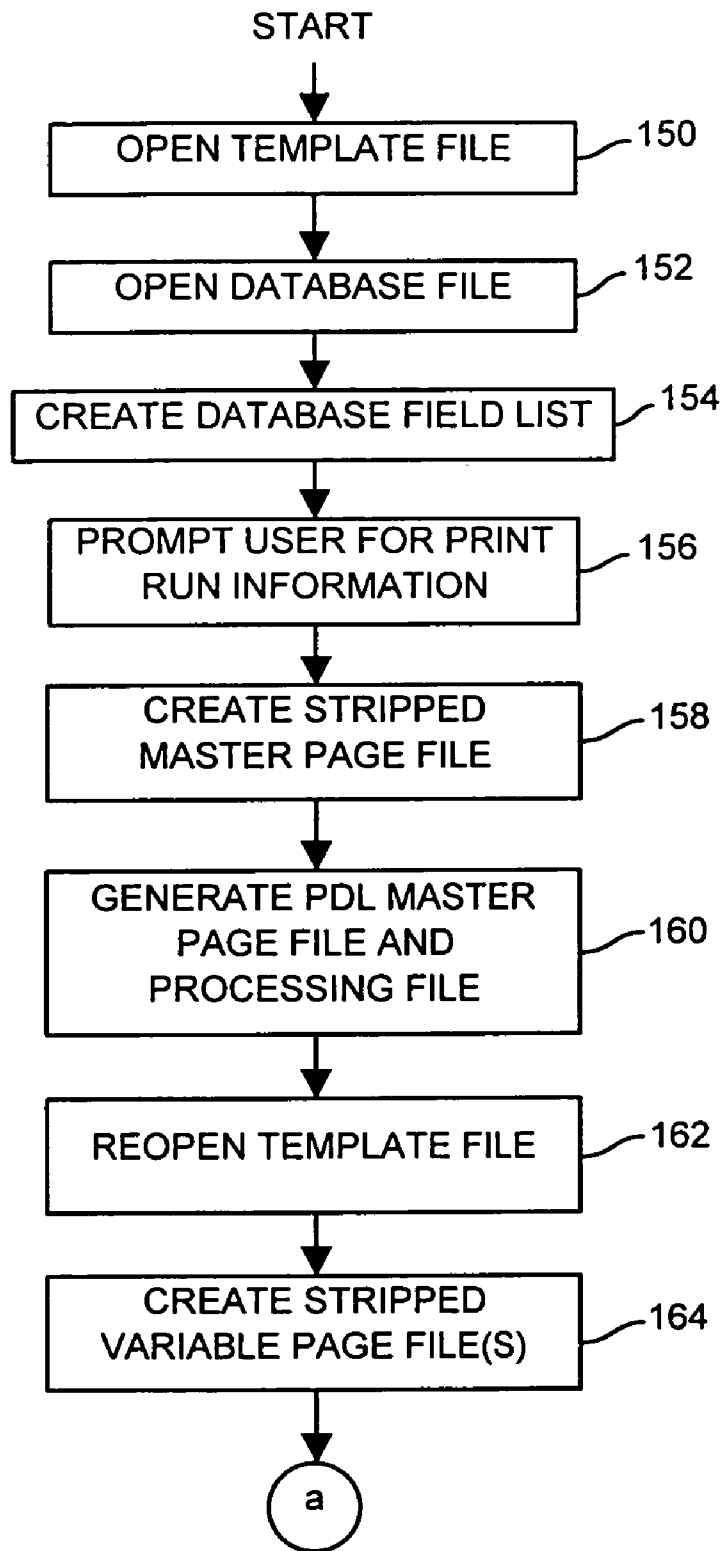 START
OPEN TEMPLATE FILE
150
OPEN DATABASE FILE
152
CREATE DATABASE FIELD LIST
154
PROMPT USER FOR PRINT
RUN INFORMATION
156
CREATE STRIPPED
MASTER PAGE FILE
158
GENERATE PDL MASTER
PAGE FILE AND
PROCESSING FILE
160
REOPEN TEMPLATE FILE
162
CREATE STRIPPED
VARIABLE PAGE FILE(S)
164
a